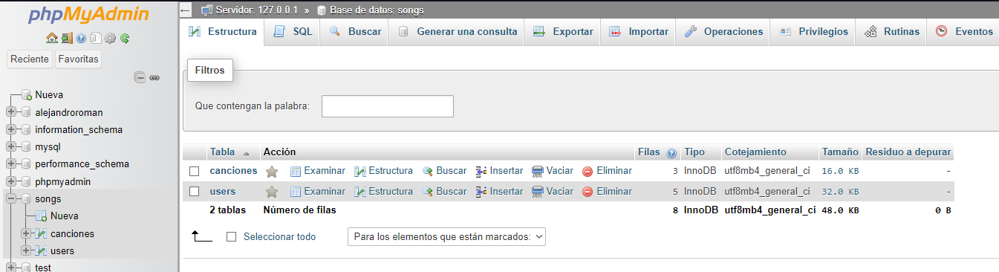 phpMyAdmin
Reciente Favoritas
Nueva
alejandroroman
information_schema
mysql
performance_schema
phpmyadmin
songs
Nueva
canciones
users
test
Servidor: 127.0.0.1 » Base de datos: songs
Estructura SQL Buscar Generar una consulta Exportar Importar Operaciones Privilegios Rutinas Eventos
Filtros
Que contengan la palabra:
Tabla Acción Filas Tipo Cotejamiento Tamaño Residuo a depurar
canciones Examinar Estructura Buscar Insertar Vaciar Eliminar 3 InnoDB utf8mb4_general_ci 16.0 KB -
users Examinar Estructura Buscar Insertar Vaciar Eliminar 5 InnoDB utf8mb4_general_ci 32.0 KB -
2 tablas Número de filas 8 InnoDB utf8mb4_general_ci 48.0 KB 0 B
Seleccionar todo Para los elementos que están marcados: